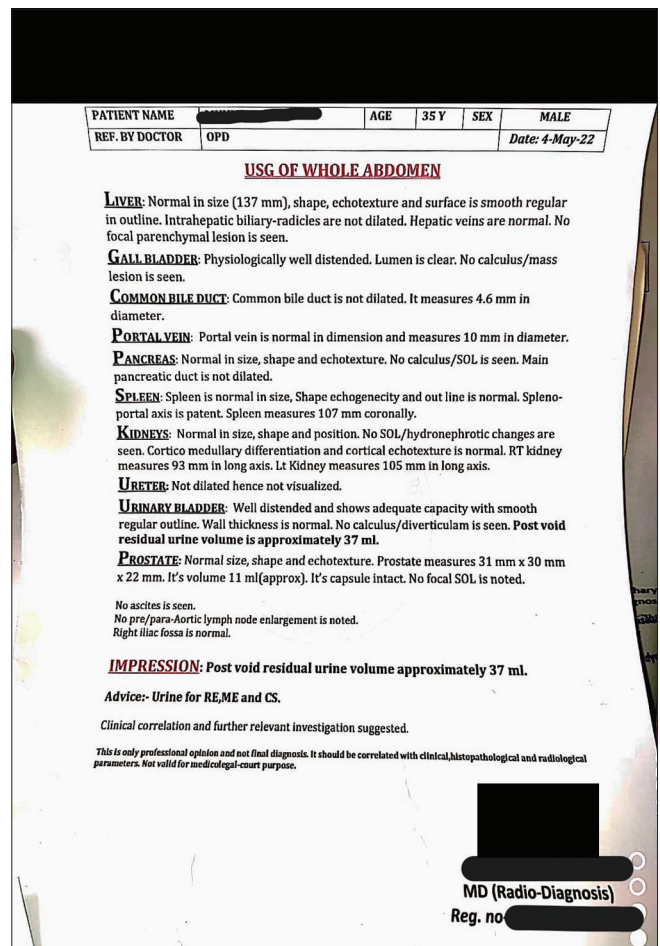 PATIENT NAME AGE 35 Y SEX MALE
REF. BY DOCTOR OPD Date: 4-May-22
USG OF WHOLE ABDOMEN
LIVER: Normal in size (137 mm), shape, echotexture and surface is smooth regular
in outline. Intrahepatic biliary-radicles are not dilated. Hepatic veins are normal. No
focal parenchymal lesion is seen.
GALL BLADDER: Physiologically well distended. Lumen is clear. No calculus/mass
lesion is seen.
COMMON BILE DUCT: Common bile duct is not dilated. It measures 4.6 mm in
diameter.
PORTAL VEIN: Portal vein is normal in dimension and measures 10 mm in diameter.
PANCREAS: Normal in size, shape and echotexture. No calculus/SOL is seen. Main
pancreatic duct is not dilated.
SPLEEN: Spleen is normal in size, Shape echogenecity and out line is normal. Spleno-
portal axis is patent. Spleen measures 107 mm coronally.
KIDNEYS: Normal in size, shape and position. No SOL/hydronephrotic changes are
seen. Cortico medullary differentiation and cortical echotexture is normal. RT kidney
measures 93 mm in long axis. Lt Kidney measures 105 mm in long axis.
URETER: Not dilated hence not visualized.
URINARY BLADDER: Well distended and shows adequate capacity with smooth
regular outline. Wall thickness is normal. No calculus/diverticulam is seen. Post void
residual urine volume is approximately 37 ml.
PROSTATE: Normal size, shape and echotexture. Prostate measures 31 mm x 30 mm
x 22 mm. It's volume 11 ml(approx). It's capsule intact. No focal SOL is noted.
No ascites is seen.
No pre/para-Aortic lymph node enlargement is noted.
Right iliac fossa is normal.
IMPRESSION: Post void residual urine volume approximately 37 ml.
Advice:- Urine for RE,ME and CS.
Clinical correlation and further relevant investigation suggested.
This is only professional opinion and not final diagnosis. It should be correlated with clinical,histopathological and radiological
parameters. Not valid for medicolegal-court purpose.
MD (Radio-Diagnosis)
Reg. no-